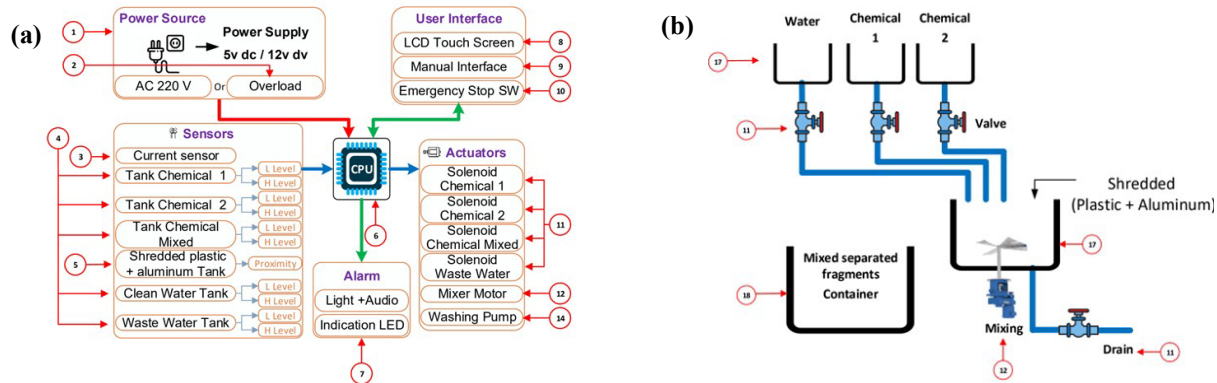 (a)
Power Source
1
Power Supply
5v dc / 12v dv
2
AC 220 V
or
Overload
User Interface
LCD Touch Screen
8
Manual Interface
9
Emergency Stop SW
10
Sensors
4
3
Current sensor
Tank Chemical 1
L Level
H Level
Tank Chemical 2
L Level
H Level
Tank Chemical
Mixed
L Level
H Level
5
Shredded plastic
+ aluminum Tank
Proximity
Clean Water Tank
L Level
H Level
Waste Water Tank
L Level
H Level
CPU
6
Actuators
Solenoid
Chemical 1
Solenoid
Chemical 2
Solenoid
Chemical Mixed
Solenoid
Waste Water
11
Mixer Motor
12
Washing Pump
14
Alarm
Light +Audio
Indication LED
7
(b)
Water
Chemical
1
Chemical
2
17
11
Valve
Shredded
(Plastic + Aluminum)
17
Mixed separated
fragments
Container
18
Mixing
12
Drain
11